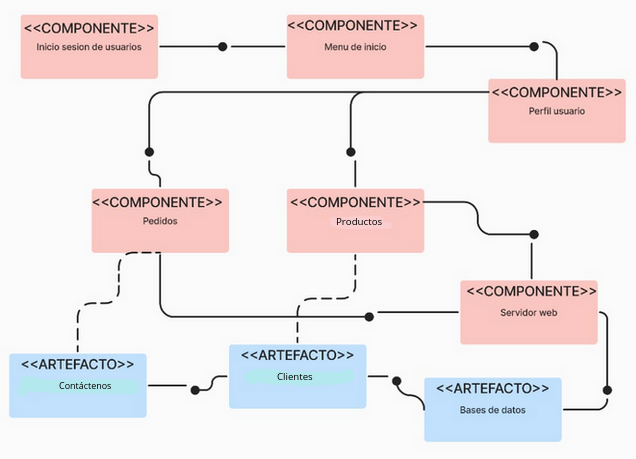 <<COMPONENTE>>
Inicio sesion de usuarios
<<COMPONENTE>>
Menu de inicio
<<COMPONENTE>>
Perfil usuario
<<COMPONENTE>>
Pedidos
<<COMPONENTE>>
Productos
<<COMPONENTE>>
Servidor web
<<ARTEFACTO>>
Contáctenos
<<ARTEFACTO>>
Clientes
<<ARTEFACTO>>
Bases de datos